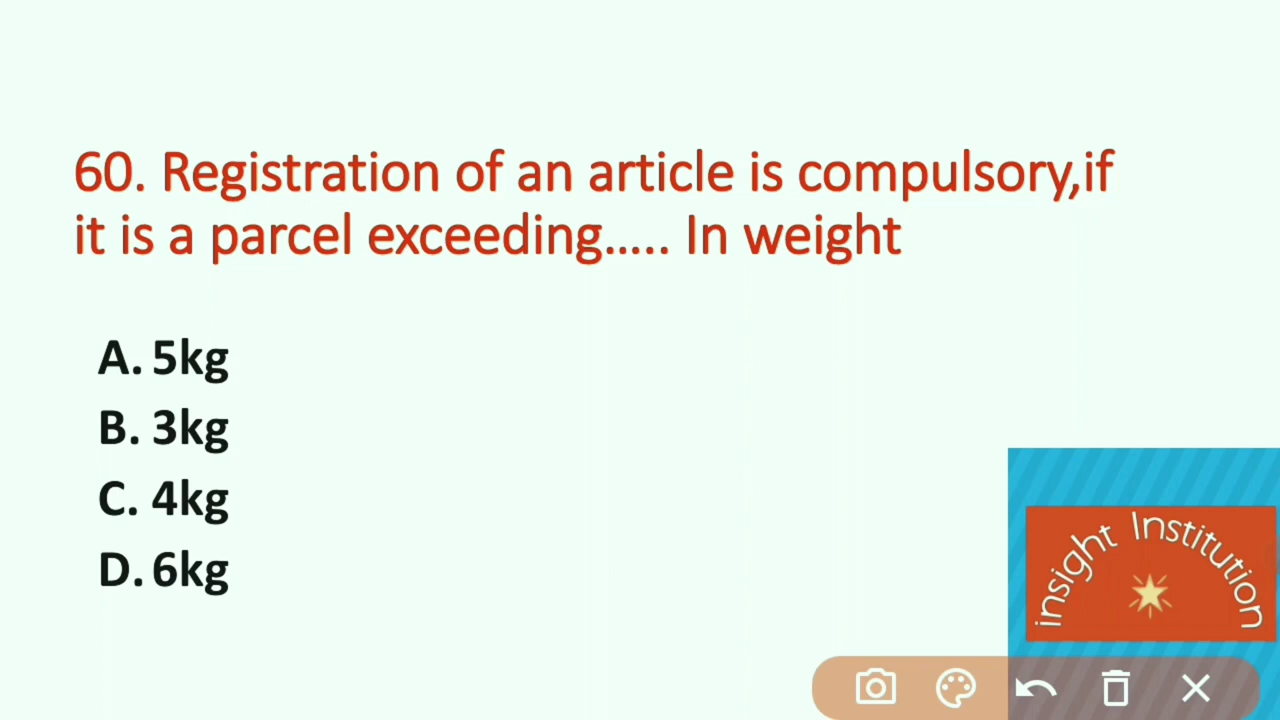 60. Registration of an article is compulsory,if
it is a parcel exceeding..... In weight
A. 5kg
B. 3kg
C. 4kg
D. 6kg
insight Institution